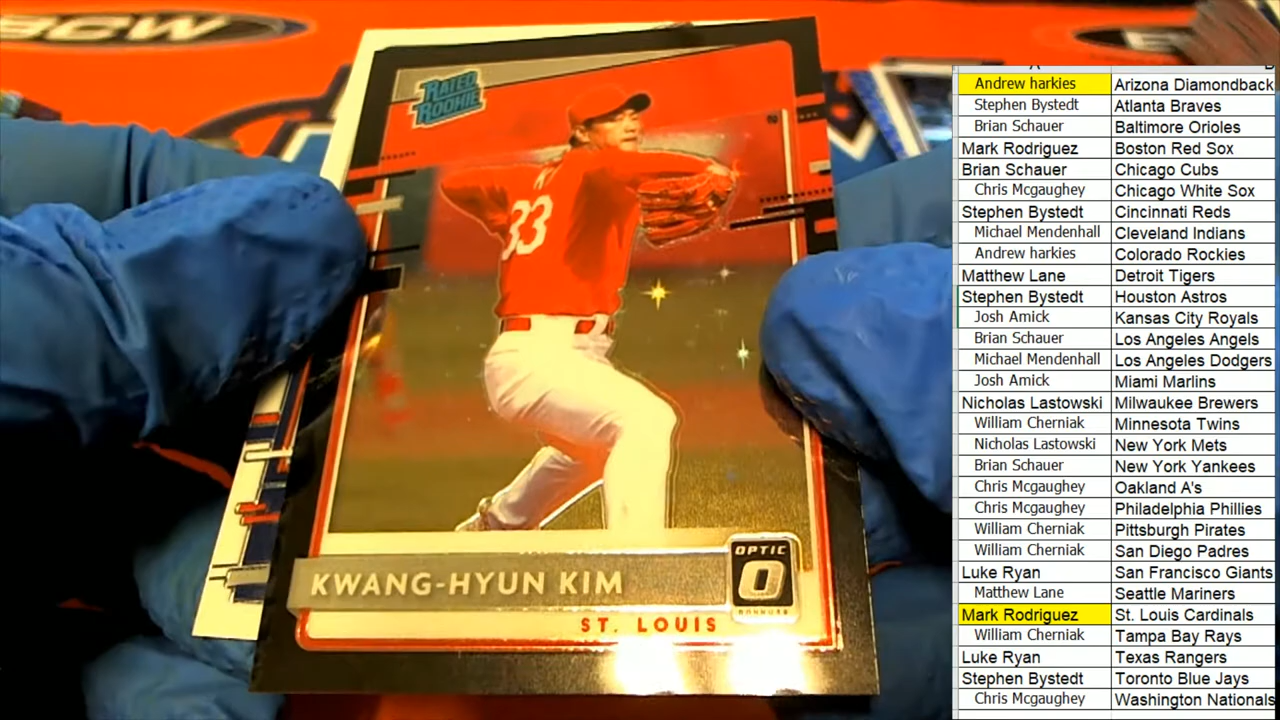 BCW
RATED
ROOKIE
33
KWANG-HYUN KIM
OPTIC
O
DONRUSS
ST. LOUIS
Andrew harkies Arizona Diamondback
Stephen Bystedt Atlanta Braves
Brian Schauer Baltimore Orioles
Mark Rodriguez Boston Red Sox
Brian Schauer Chicago Cubs
Chris Mcgaughey Chicago White Sox
Stephen Bystedt Cincinnati Reds
Michael Mendenhall Cleveland Indians
Andrew harkies Colorado Rockies
Matthew Lane Detroit Tigers
Stephen Bystedt Houston Astros
Josh Amick Kansas City Royals
Brian Schauer Los Angeles Angels
Michael Mendenhall Los Angeles Dodgers
Josh Amick Miami Marlins
Nicholas Lastowski Milwaukee Brewers
William Cherniak Minnesota Twins
Nicholas Lastowski New York Mets
Brian Schauer New York Yankees
Chris Mcgaughey Oakland A's
Chris Mcgaughey Philadelphia Phillies
William Cherniak Pittsburgh Pirates
William Cherniak San Diego Padres
Luke Ryan San Francisco Giants
Matthew Lane Seattle Mariners
Mark Rodriguez St. Louis Cardinals
William Cherniak Tampa Bay Rays
Luke Ryan Texas Rangers
Stephen Bystedt Toronto Blue Jays
Chris Mcgaughey Washington Nationals